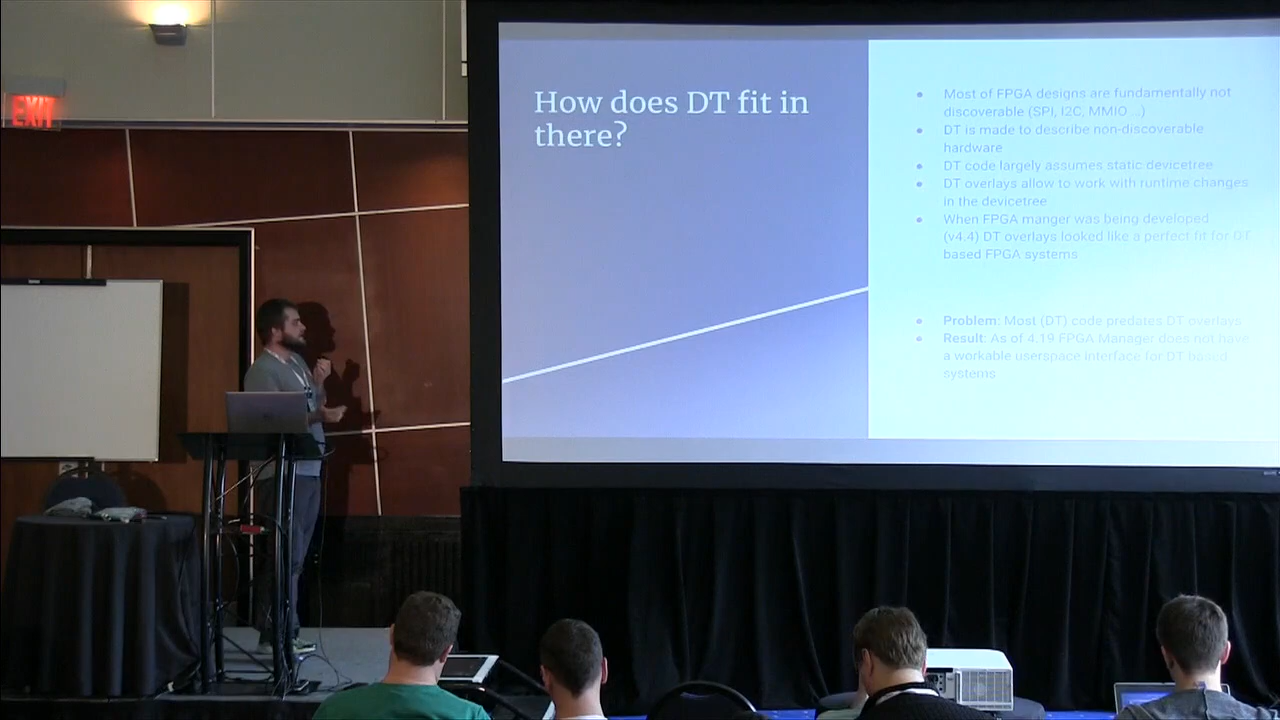 EXIT
How does DT fit in
there?
Most of FPGA designs are fundamentally not
discoverable (SPI, I2C, MMIO ...)
DT is made to describe non-discoverable
hardware
DT code largely assumes static devicetree
DT overlays allow to work with runtime changes
in the devicetree
When FPGA manger was being developed
(v4.4) DT overlays looked like a perfect fit for DT
based FPGA systems
Problem: Most (DT) code predates DT overlays
Result: As of 4.19 FPGA Manager does not have
a workable userspace interface for DT based
systems